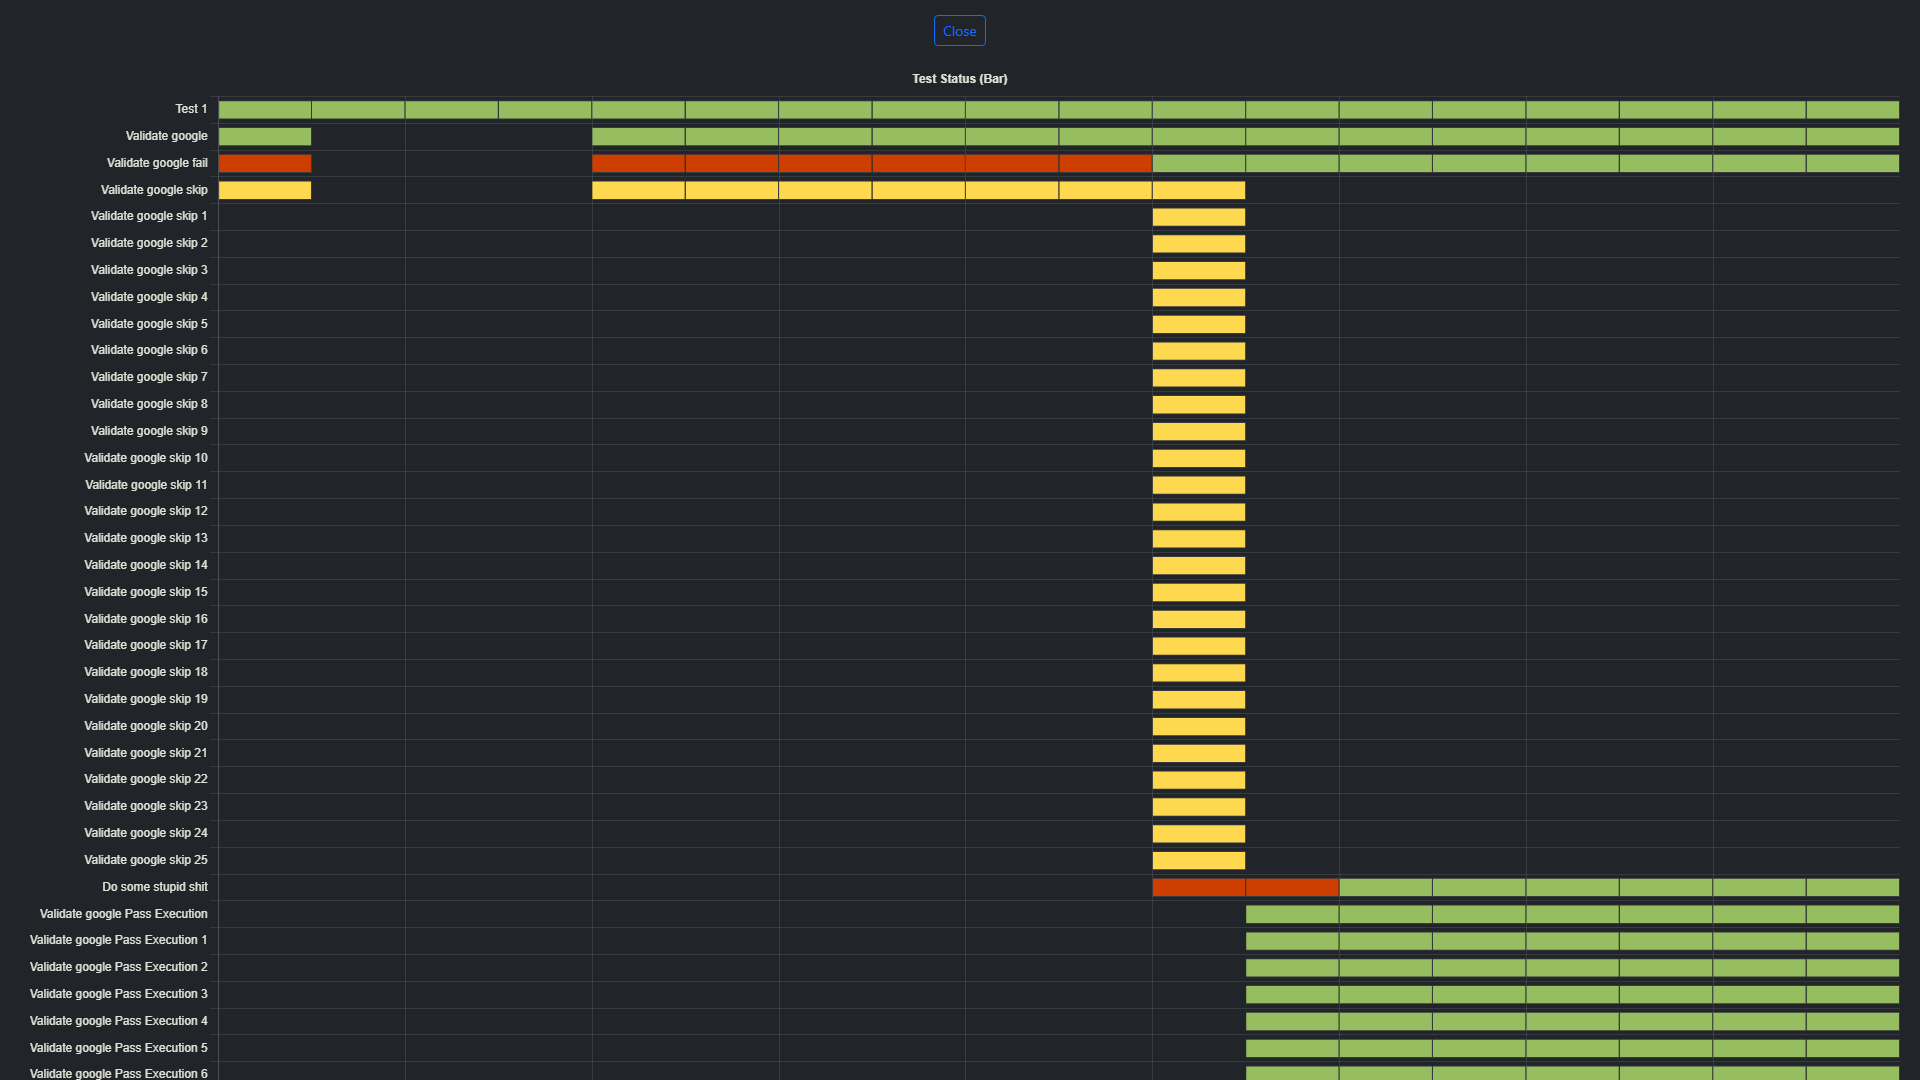 Close
Test Status (Bar)
Test 1
Validate google
Validate google fail
Validate google skip
Validate google skip 1
Validate google skip 2
Validate google skip 3
Validate google skip 4
Validate google skip 5
Validate google skip 6
Validate google skip 7
Validate google skip 8
Validate google skip 9
Validate google skip 10
Validate google skip 11
Validate google skip 12
Validate google skip 13
Validate google skip 14
Validate google skip 15
Validate google skip 16
Validate google skip 17
Validate google skip 18
Validate google skip 19
Validate google skip 20
Validate google skip 21
Validate google skip 22
Validate google skip 23
Validate google skip 24
Validate google skip 25
Do some stupid shit
Validate google Pass Execution
Validate google Pass Execution 1
Validate google Pass Execution 2
Validate google Pass Execution 3
Validate google Pass Execution 4
Validate google Pass Execution 5
Validate google Pass Execution 6